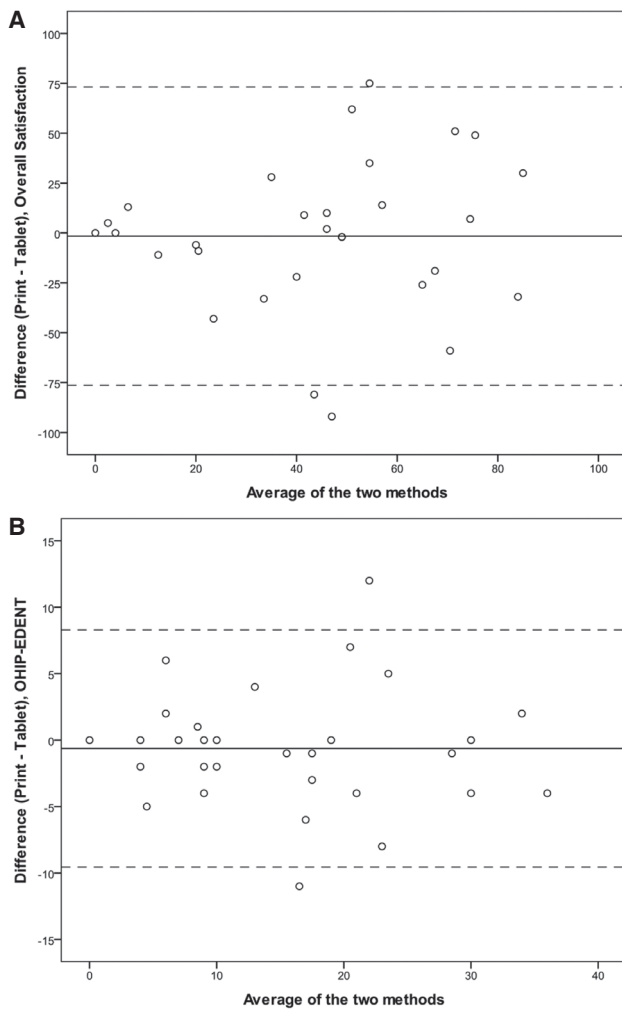 A
Difference (Print - Tablet), Overall Satisfaction
100
75
50
25
0
-25
-50
-75
-100
0 20 40 60 80 100
Average of the two methods
B
Difference (Print - Tablet), OHIP-EDENT
15
10
5
0
-5
-10
-15
0 10 20 30 40
Average of the two methods